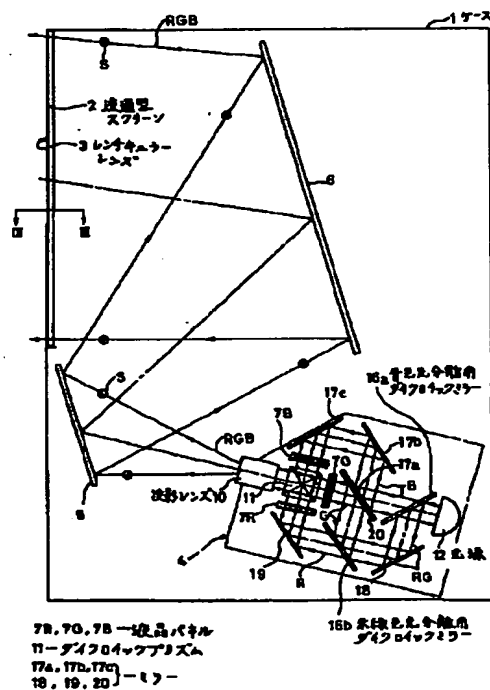 RGB
1 ケース
S
2 透過型
スクリーン
3 レンチキュラー
レンズ
6
III III
S
16a 青色光分離用
ダイクロイックミラー
17c
7B
17b
RGB
7G
17a
B
投影レンズ 10
11
7R
G
20
12 光源
5
4
19
R
18
RG
16b 赤緑色光分離用
ダイクロイックミラー
7R, 7G, 7B ー 液晶パネル
11 ー ダイクロイックプリズム
17a, 17b, 17c
18, 19, 20 } ー ミラー